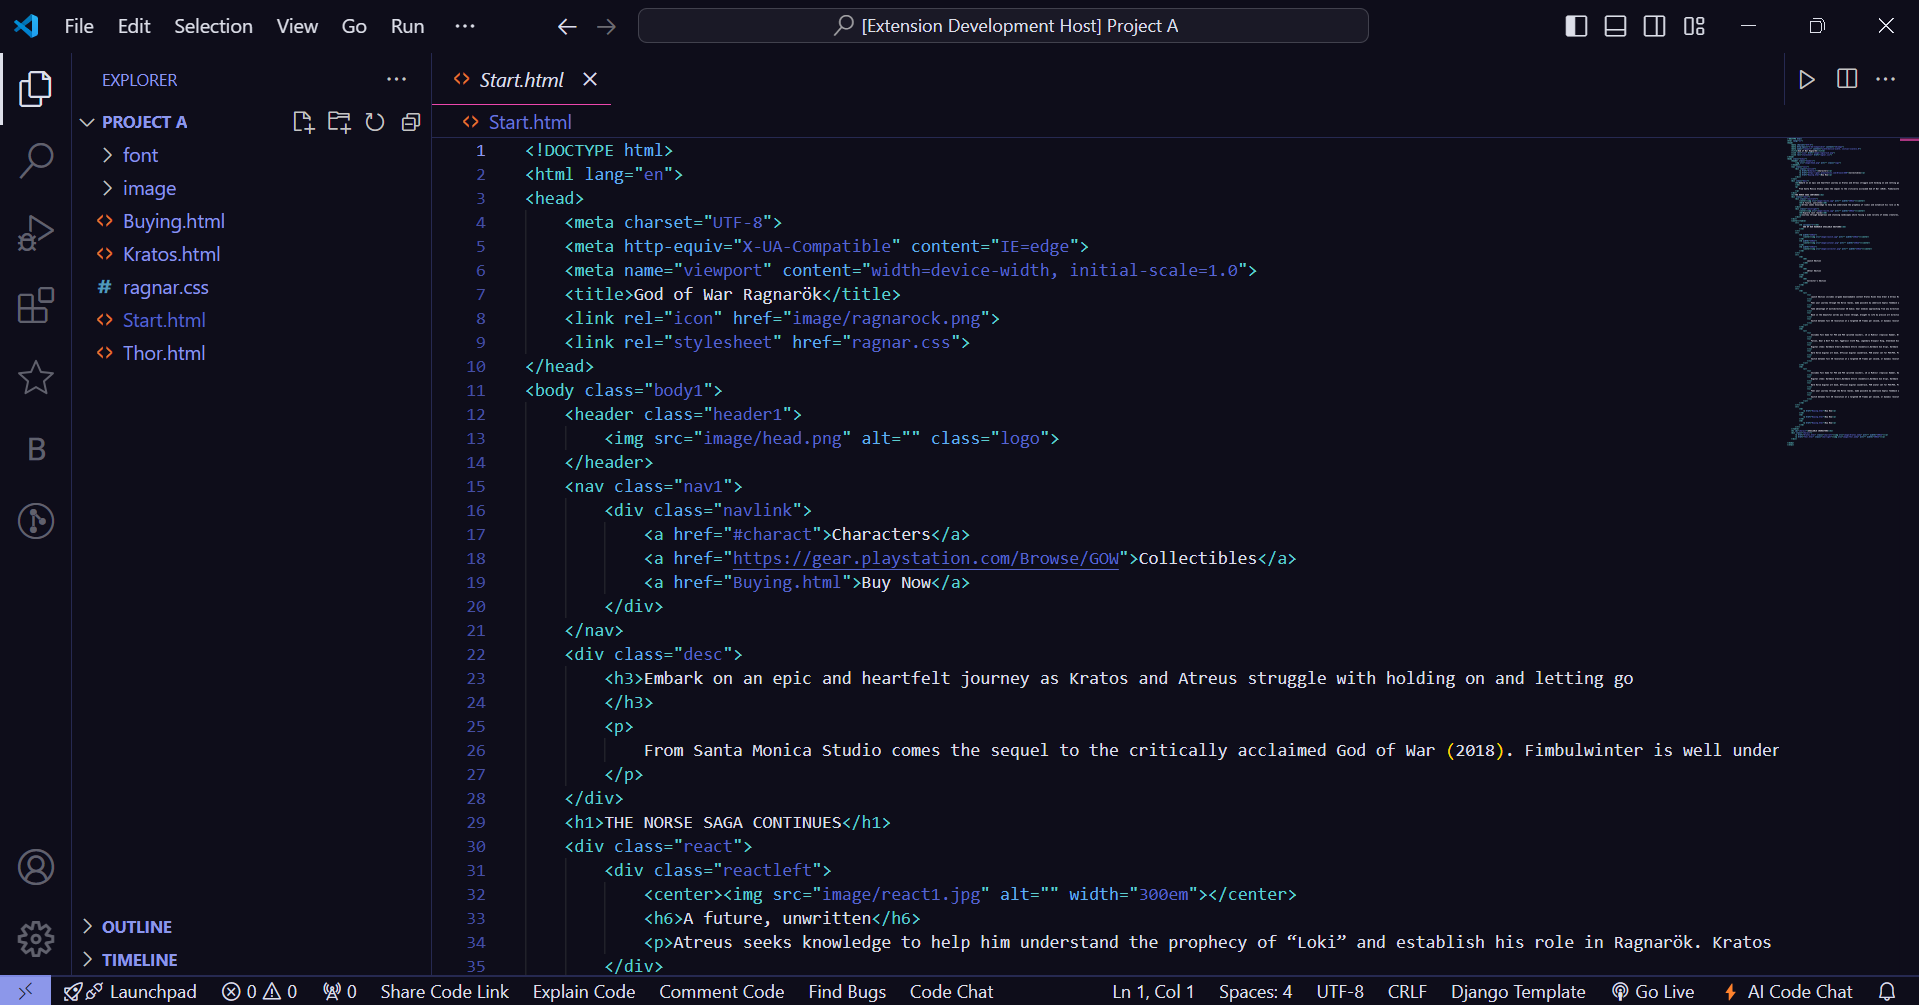 File Edit Selection View Go Run ··· [Extension Development Host] Project A
EXPLORER
PROJECT A
font
image
Buying.html
Kratos.html
# ragnar.css
Start.html
Thor.html
OUTLINE
TIMELINE
B
Start.html
Start.html
1 <!DOCTYPE html>
2 <html lang="en">
3 <head>
4 <meta charset="UTF-8">
5 <meta http-equiv="X-UA-Compatible" content="IE=edge">
6 <meta name="viewport" content="width=device-width, initial-scale=1.0">
7 <title>God of War Ragnarök</title>
8 <link rel="icon" href="image/ragnarock.png">
9 <link rel="stylesheet" href="ragnar.css">
10 </head>
11 <body class="body1">
12 <header class="header1">
13 <img src="image/head.png" alt="" class="logo">
14 </header>
15 <nav class="nav1">
16 <div class="navlink">
17 <a href="#charact">Characters</a>
18 <a href="https://gear.playstation.com/Browse/GOW">Collectibles</a>
19 <a href="Buying.html">Buy Now</a>
20 </div>
21 </nav>
22 <div class="desc">
23 <h3>Embark on an epic and heartfelt journey as Kratos and Atreus struggle with holding on and letting go
24 </h3>
25 <p>
26 From Santa Monica Studio comes the sequel to the critically acclaimed God of War (2018). Fimbulwinter is well under
27 </p>
28 </div>
29 <h1>THE NORSE SAGA CONTINUES</h1>
30 <div class="react">
31 <div class="reactleft">
32 <center><img src="image/react1.jpg" alt="" width="300em"></center>
33 <h6>A future, unwritten</h6>
34 <p>Atreus seeks knowledge to help him understand the prophecy of “Loki” and establish his role in Ragnarök. Kratos
35 </div>
Launchpad 0 0 0 Share Code Link Explain Code Comment Code Find Bugs Code Chat Ln 1, Col 1 Spaces: 4 UTF-8 CRLF Django Template Go Live AI Code Chat